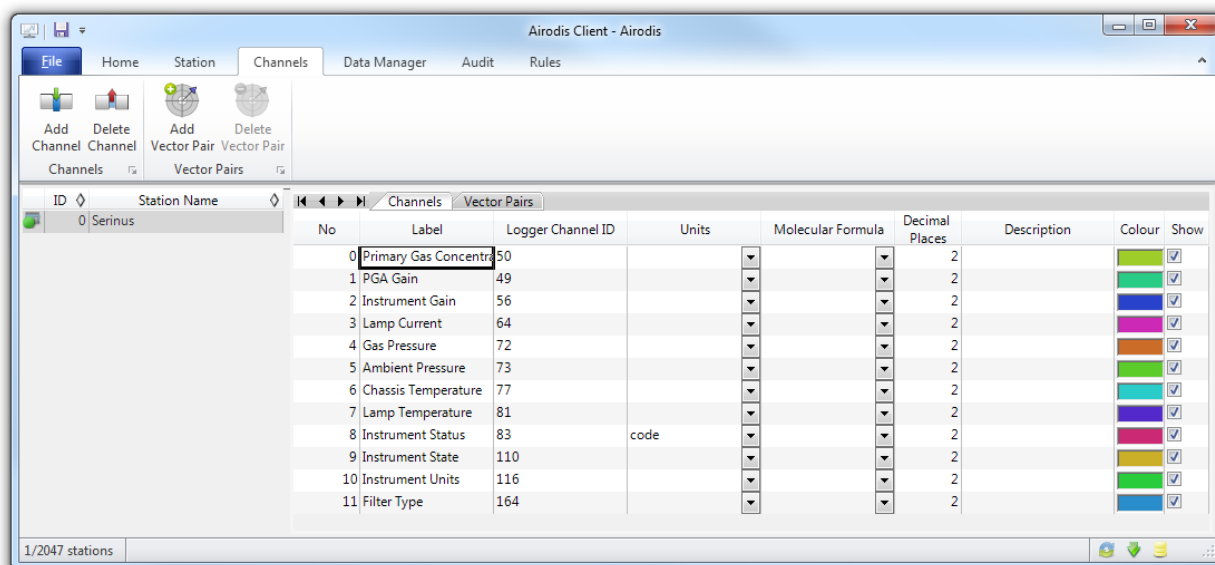 Airodis Client - Airodis
File Home Station Channels Data Manager Audit Rules
Add Channel Delete Channel Add Vector Pair Delete Vector Pair
Channels Vector Pairs
ID Station Name Channels Vector Pairs
0 Serinus
No Label Logger Channel ID Units Molecular Formula Decimal Places Description Colour Show
0 Primary Gas Concentra 50 2
1 PGA Gain 49 2
2 Instrument Gain 56 2
3 Lamp Current 64 2
4 Gas Pressure 72 2
5 Ambient Pressure 73 2
6 Chassis Temperature 77 2
7 Lamp Temperature 81 2
8 Instrument Status 83 code 2
9 Instrument State 110 2
10 Instrument Units 116 2
11 Filter Type 164 2
1/2047 stations